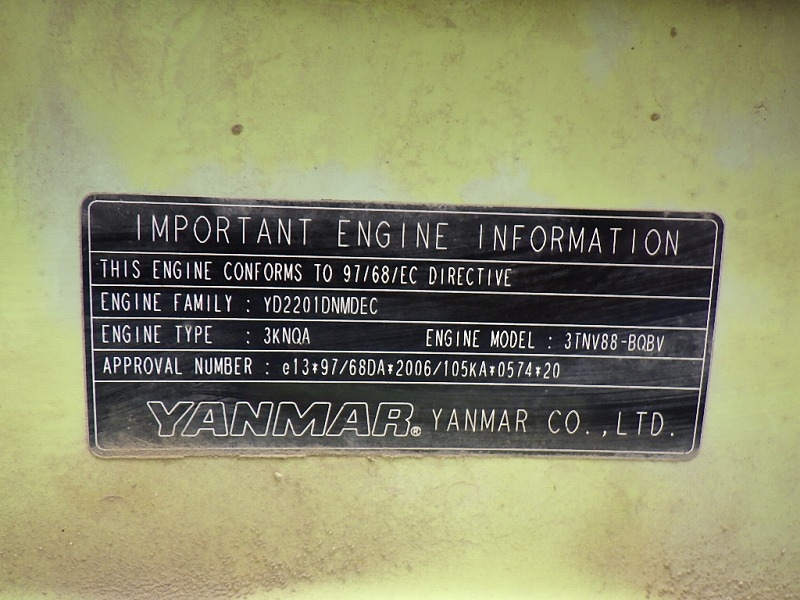 IMPORTANT ENGINE INFORMATION
THIS ENGINE CONFORMS TO 97/68/EC DIRECTIVE
ENGINE FAMILY : YD2201DNMDEC
ENGINE TYPE : 3KNQA ENGINE MODEL : 3TNV88-BQBV
APPROVAL NUMBER : e13*97/68DA*2006/105KA*0574*20
YANMAR® YANMAR CO.,LTD.